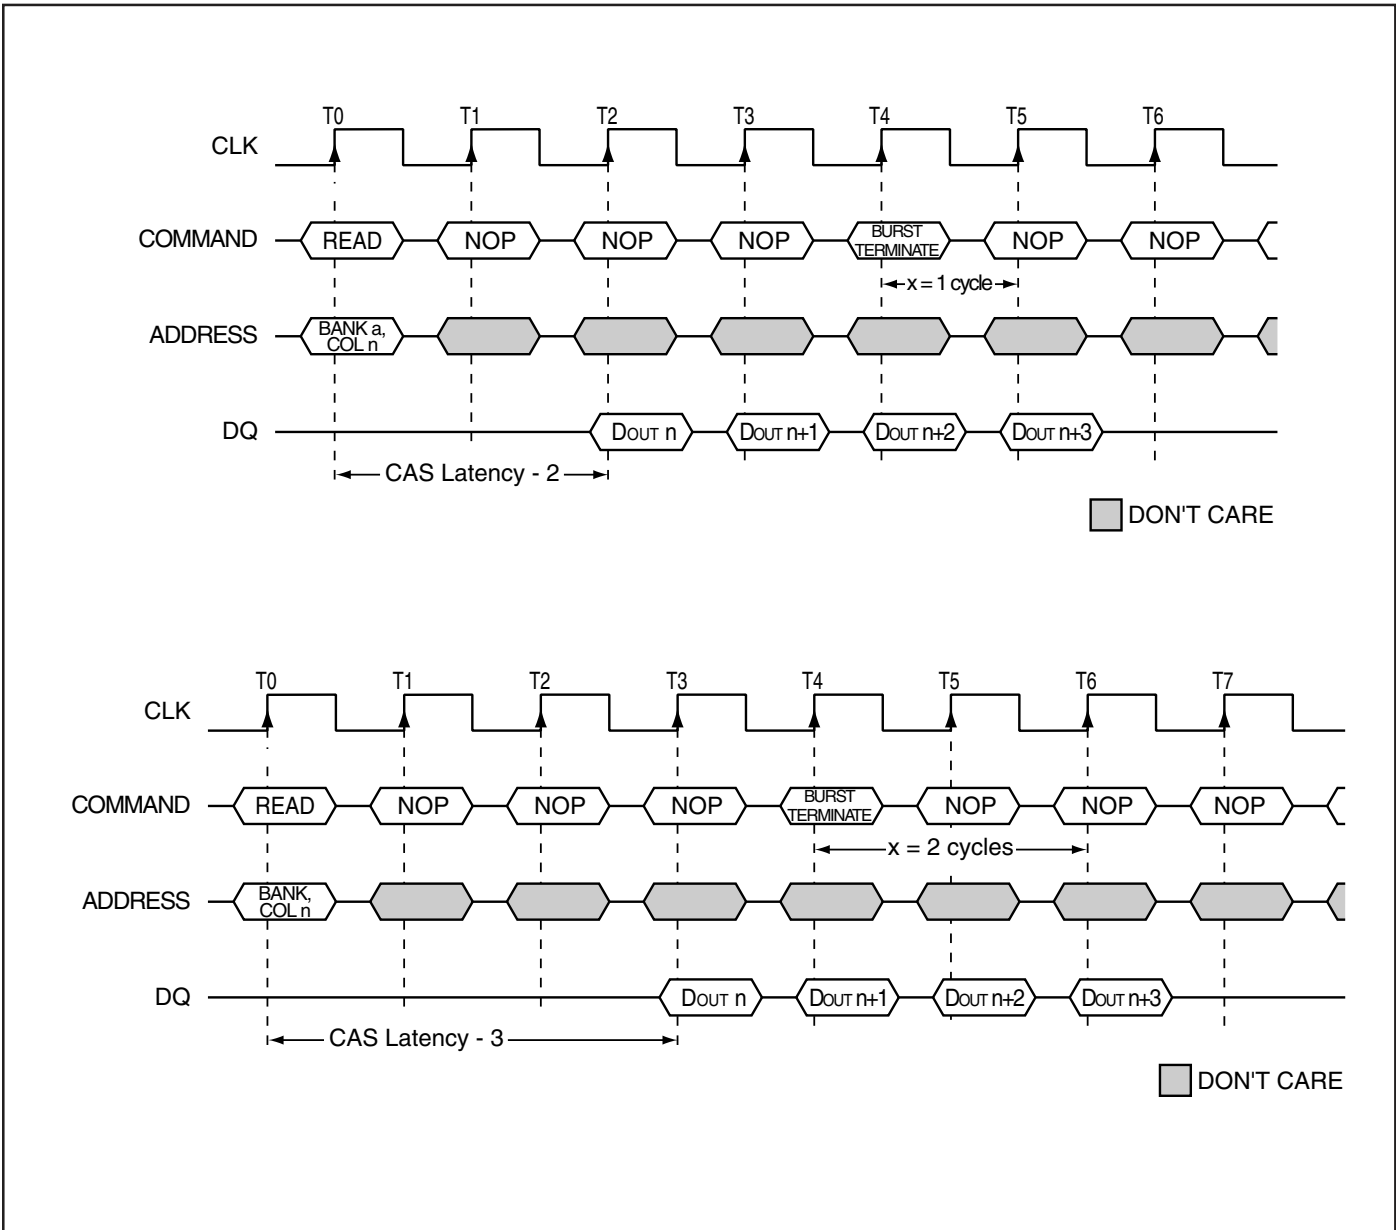 T0 T1 T2 T3 T4 T5 T6
CLK
COMMAND READ NOP NOP NOP BURST TERMINATE NOP NOP
x = 1 cycle
ADDRESS BANK a, COL n
DQ DOUT n DOUT n+1 DOUT n+2 DOUT n+3
CAS Latency - 2
DON'T CARE
T0 T1 T2 T3 T4 T5 T6 T7
CLK
COMMAND READ NOP NOP NOP BURST TERMINATE NOP NOP NOP
x = 2 cycles
ADDRESS BANK, COL n
DQ DOUT n DOUT n+1 DOUT n+2 DOUT n+3
CAS Latency - 3
DON'T CARE